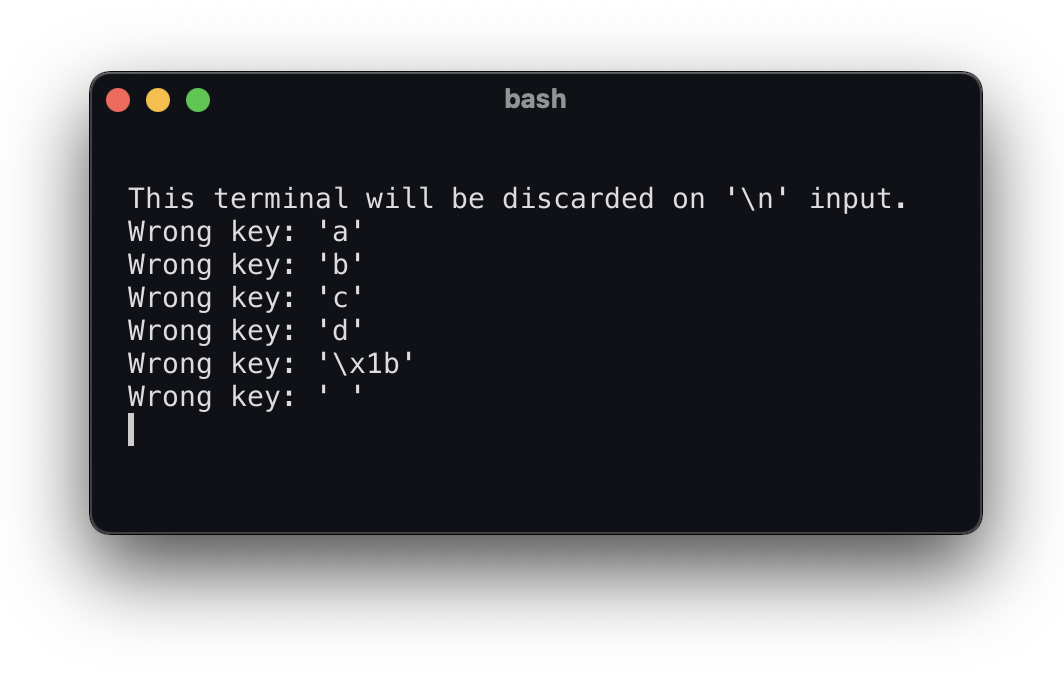 bash
This terminal will be discarded on '\n' input.
Wrong key: 'a'
Wrong key: 'b'
Wrong key: 'c'
Wrong key: 'd'
Wrong key: '\x1b'
Wrong key: ' '